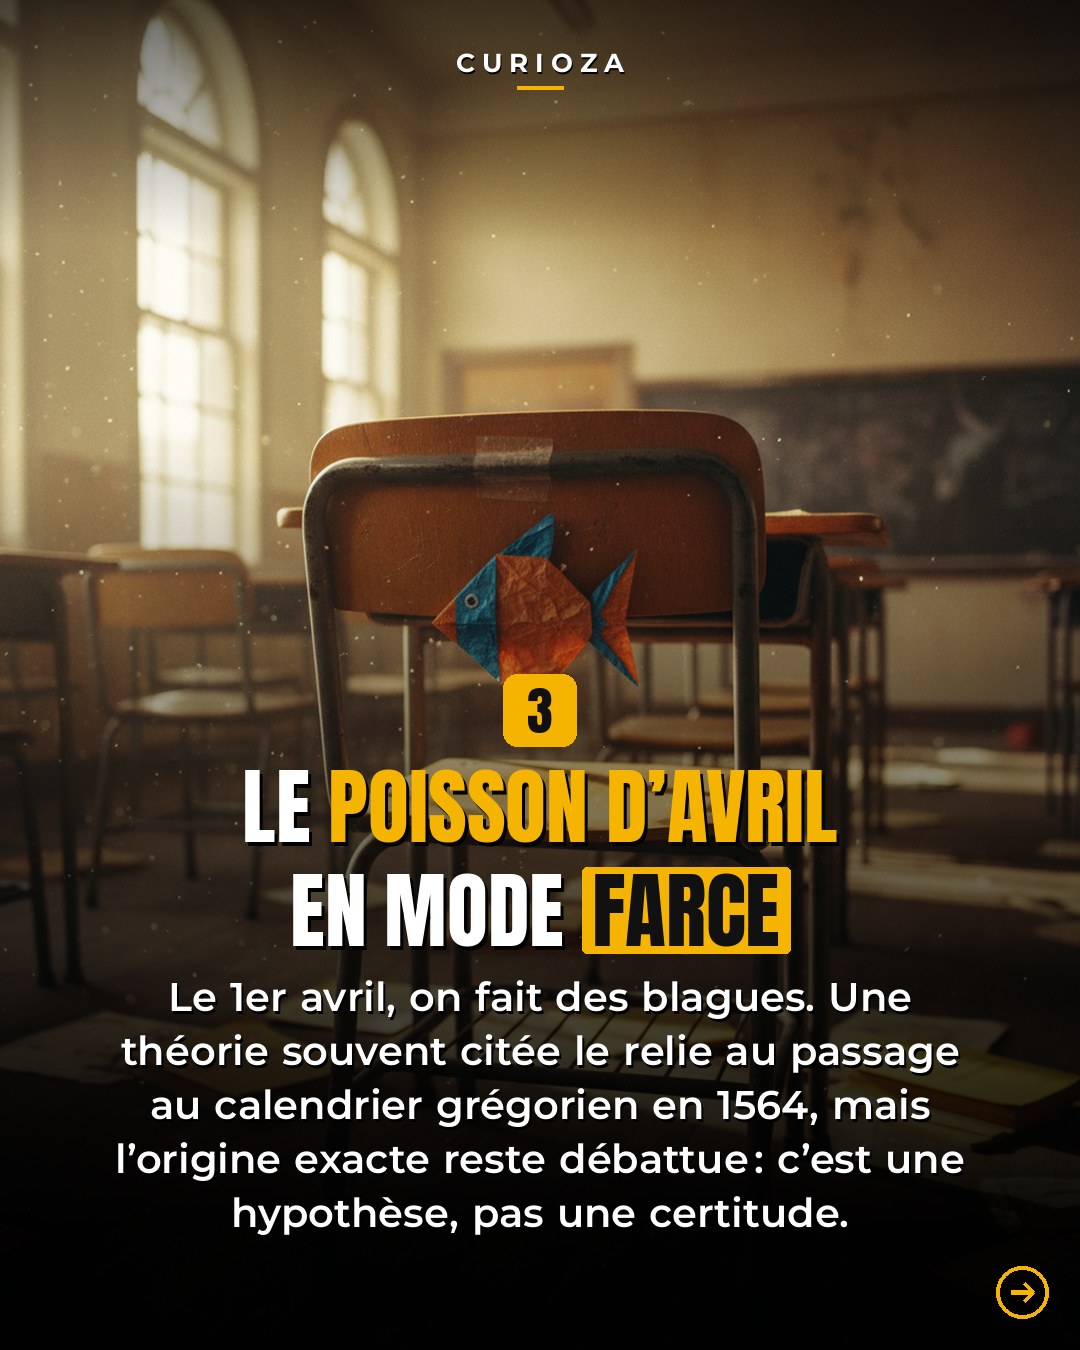 CURIOZA
3
LE POISSON D’AVRIL
EN MODE FARCE
Le 1er avril, on fait des blagues. Une
théorie souvent citée le relie au passage
au calendrier grégorien en 1564, mais
l’origine exacte reste débattue : c’est une
hypothèse, pas une certitude.